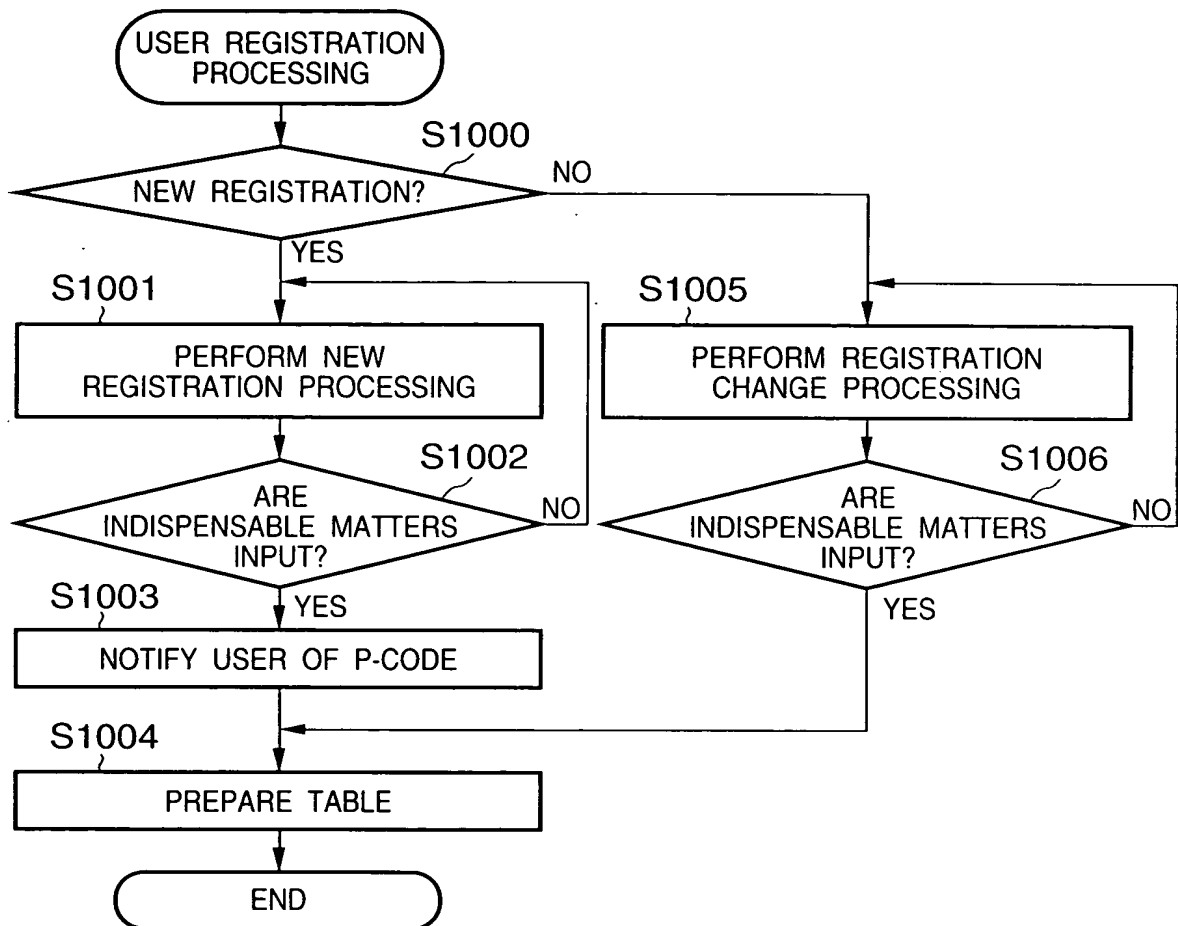 USER REGISTRATION
PROCESSING
S1000
NEW REGISTRATION?
NO
YES
S1001
PERFORM NEW
REGISTRATION PROCESSING
S1002
ARE
INDISPENSABLE MATTERS
INPUT?
NO
YES
S1003
NOTIFY USER OF P-CODE
S1004
PREPARE TABLE
END
S1005
PERFORM REGISTRATION
CHANGE PROCESSING
S1006
ARE
INDISPENSABLE MATTERS
INPUT?
NO
YES